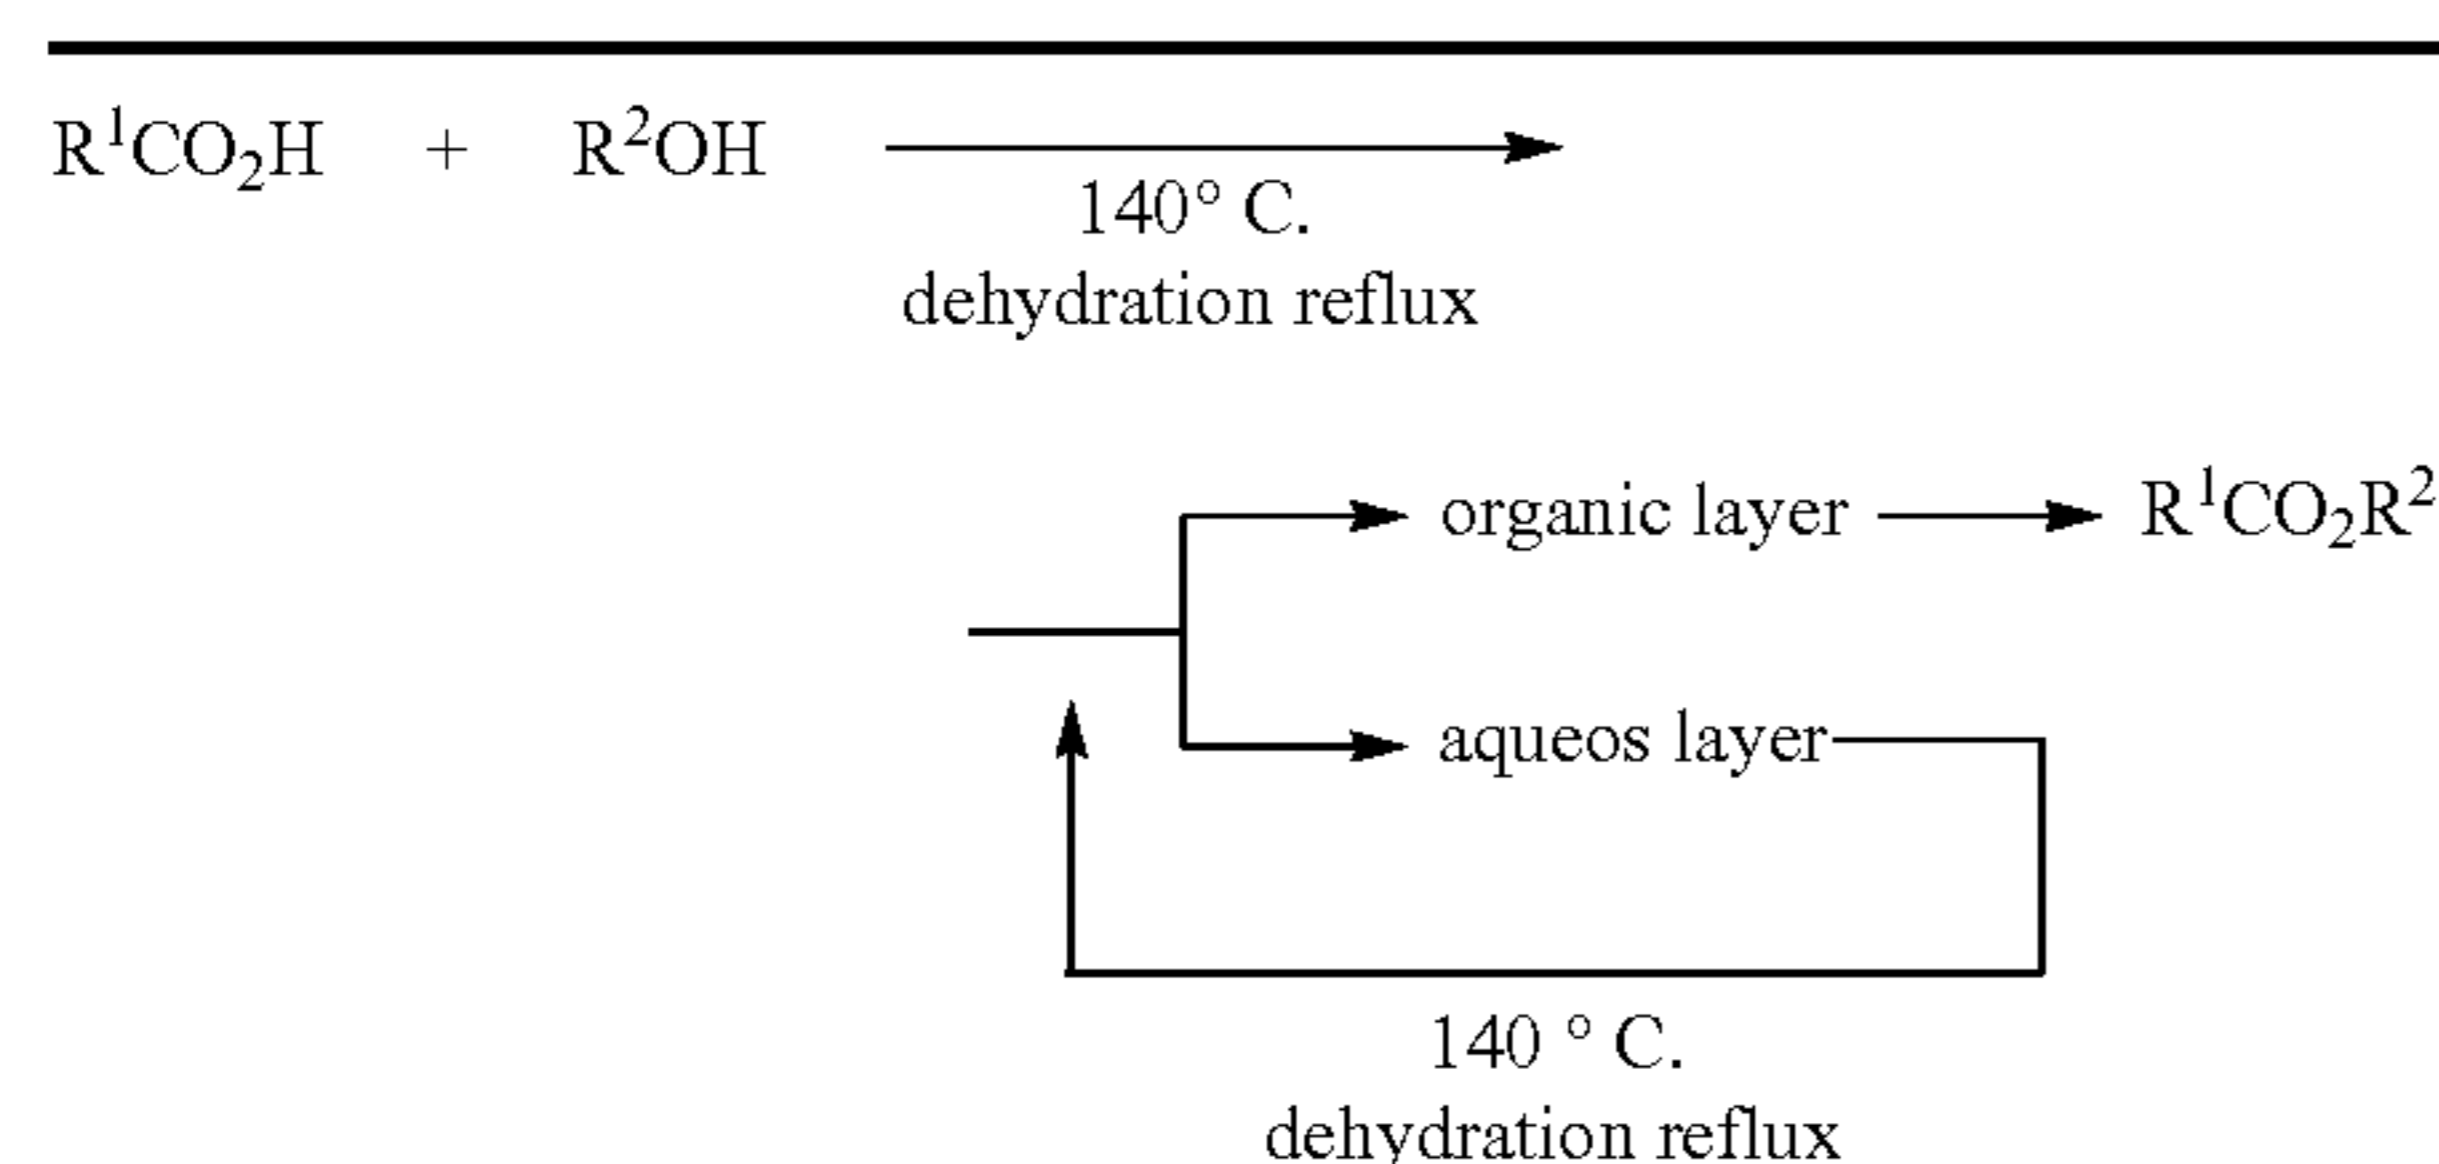 R¹CO₂H + R²OH
140° C.
dehydration reflux
organic layer R¹CO₂R²
aqueos layer
140 ° C.
dehydration reflux